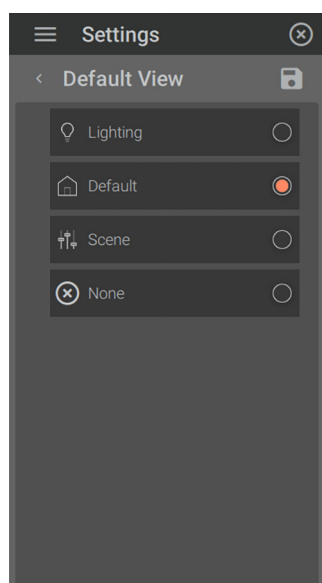 Settings
Default View
Lighting
Default
Scene
None